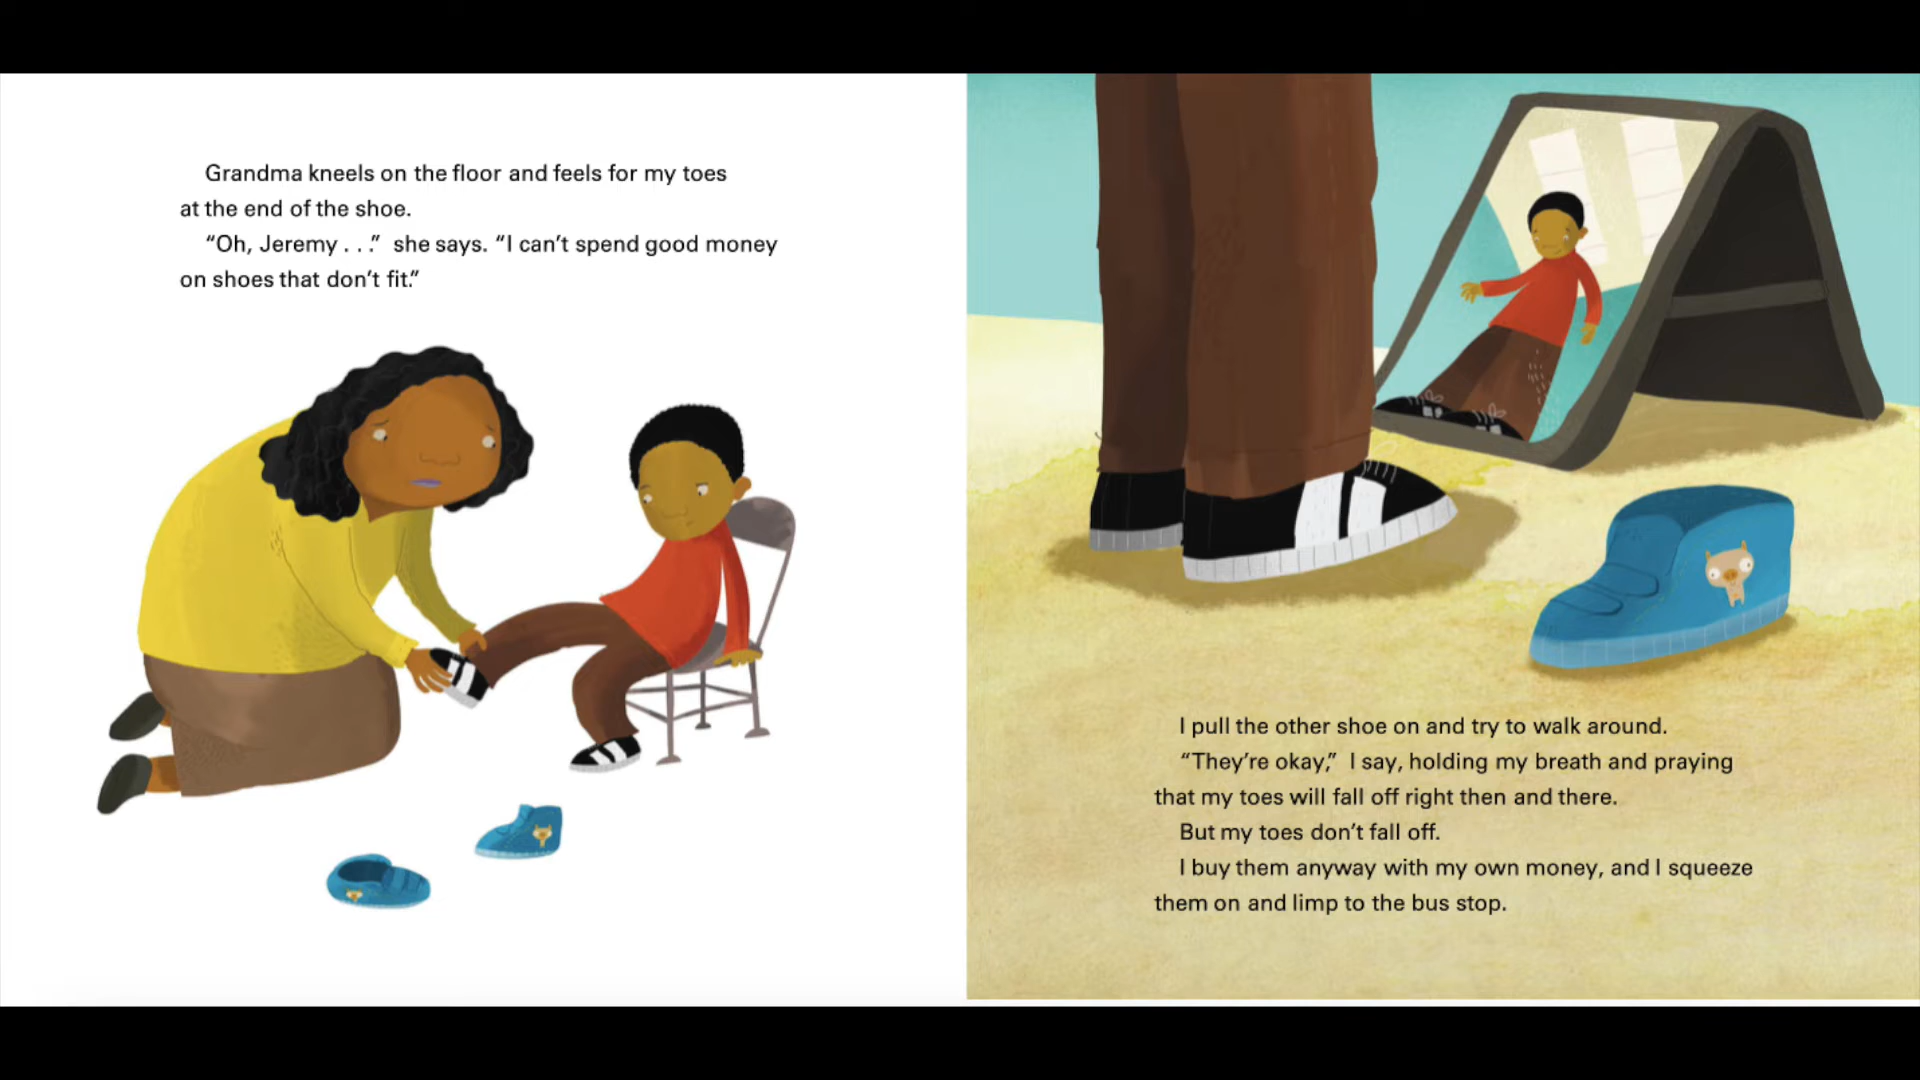 Grandma kneels on the floor and feels for my toes
at the end of the shoe.
“Oh, Jeremy . . .” she says. “I can’t spend good money
on shoes that don’t fit.”
I pull the other shoe on and try to walk around.
“They’re okay,” I say, holding my breath and praying
that my toes will fall off right then and there.
But my toes don’t fall off.
I buy them anyway with my own money, and I squeeze
them on and limp to the bus stop.